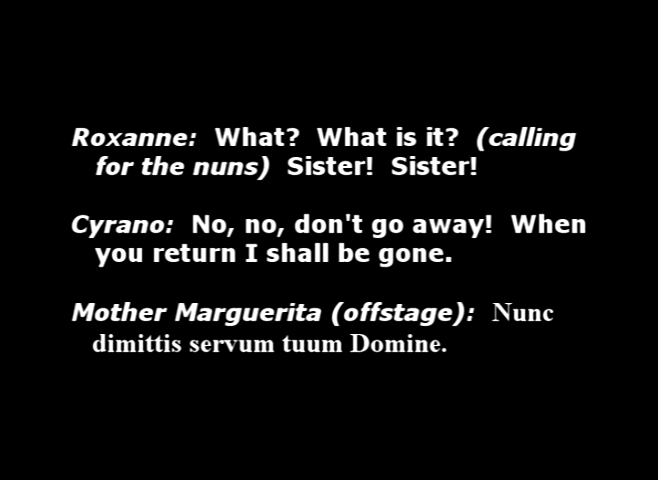 Roxanne:  What?  What is it?  (calling
for the nuns)  Sister!  Sister!
Cyrano:  No, no, don't go away!  When
you return I shall be gone.
Mother Marguerita (offstage):  Nunc
dimittis servum tuum Domine.